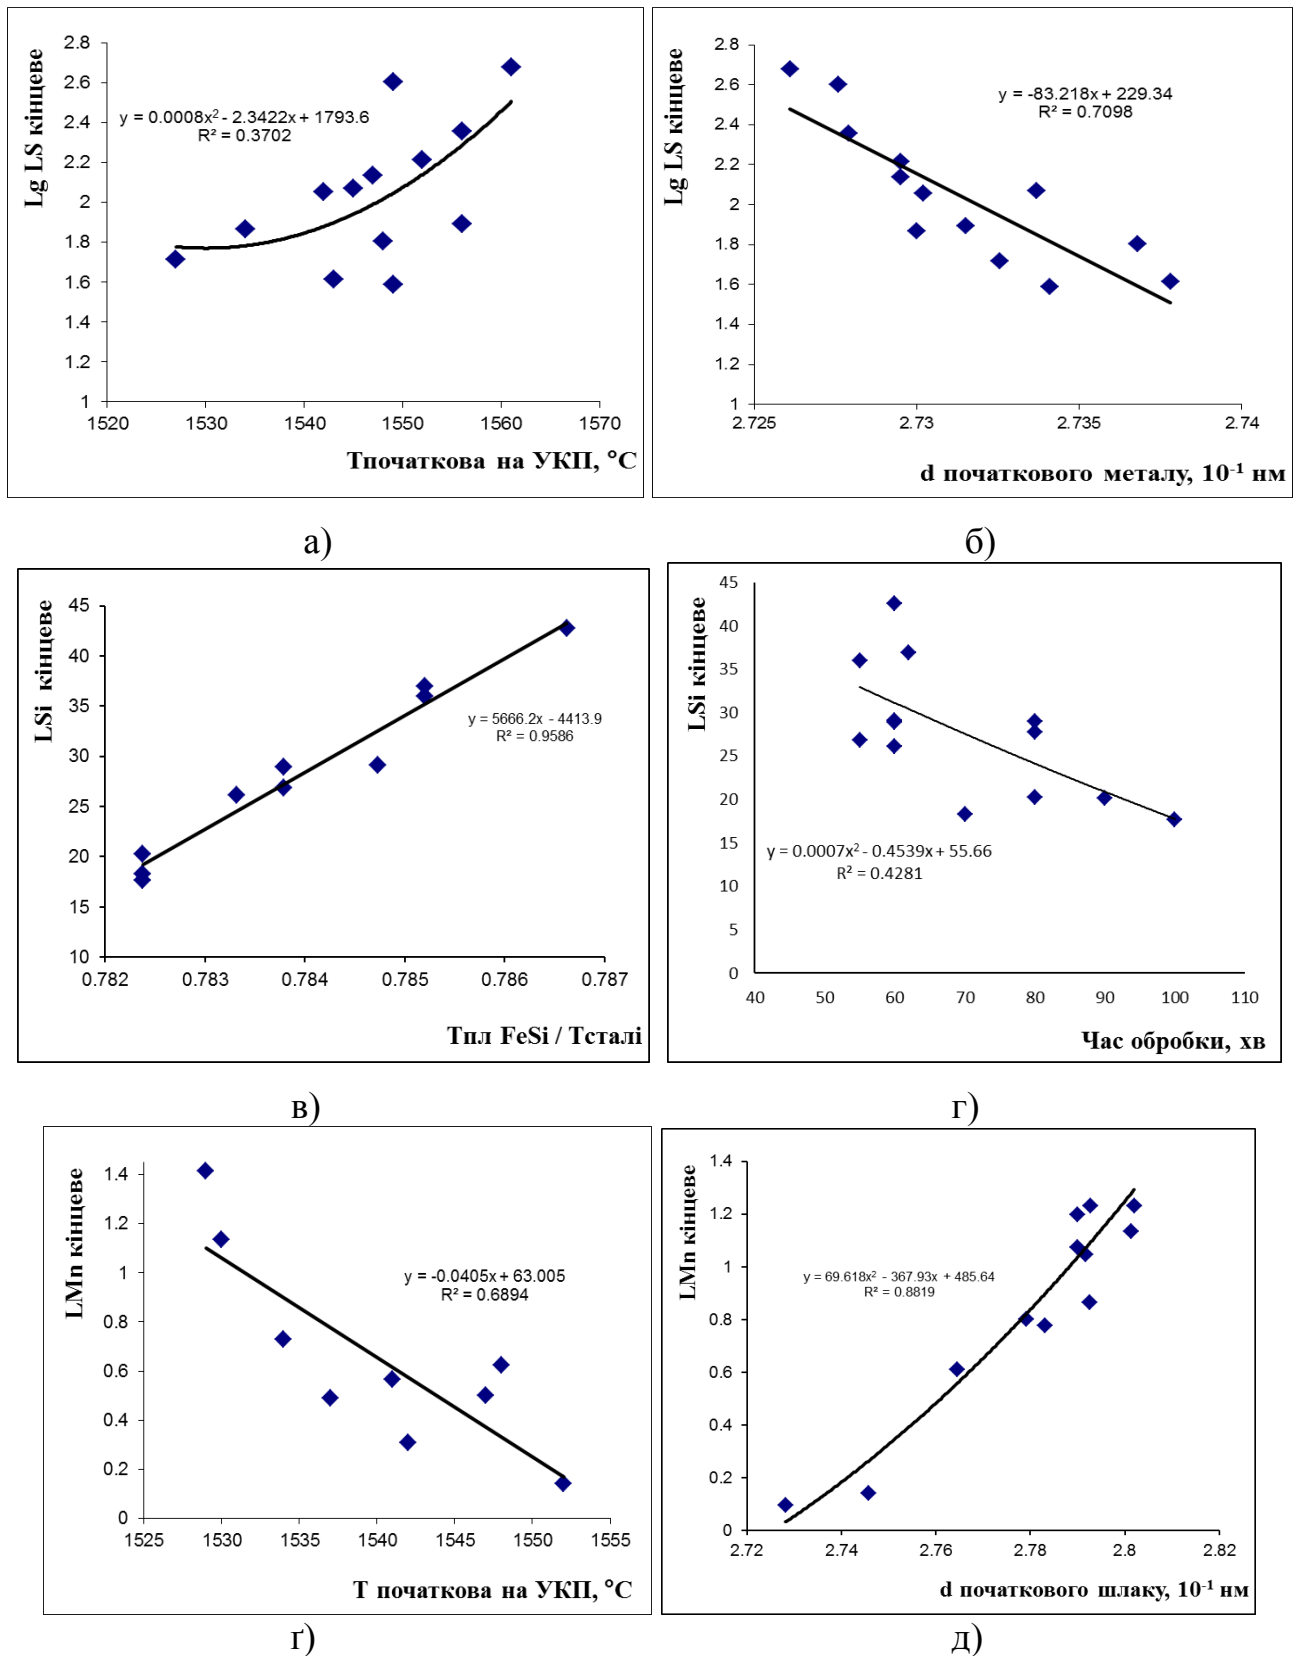 Lg LS кінцеве
2.8
2.6
2.4
2.2
2
1.8
1.6
1.4
1.2
1
y = 0.0008x² - 2.3422x + 1793.6
R² = 0.3702
1520 1530 1540 1550 1560 1570
Тпочаткова на УКП, °С
а)
Lg LS кінцеве
2.8
2.6
2.4
2.2
2
1.8
1.6
1.4
1.2
1
y = -83.218x + 229.34
R² = 0.7098
2.725 2.73 2.735 2.74
d початкового металу, 10⁻¹ нм
б)
LSi кінцеве
45
40
35
30
25
20
15
10
y = 5666.2x - 4413.9
R² = 0.9586
0.782 0.783 0.784 0.785 0.786 0.787
Тпл FeSi / Тсталі
в)
LSi кінцеве
45
40
35
30
25
20
15
10
5
0
y = 0.0007x² - 0.4539x + 55.66
R² = 0.4281
40 50 60 70 80 90 100 110
Час обробки, хв
г)
LMn кінцеве
1.4
1.2
1
0.8
0.6
0.4
0.2
0
y = -0.0405x + 63.005
R² = 0.6894
1525 1530 1535 1540 1545 1550 1555
Т початкова на УКП, °С
ґ)
LMn кінцеве
1.4
1.2
1
0.8
0.6
0.4
0.2
0
y = 69.618x² - 367.93x + 485.64
R² = 0.8819
2.72 2.74 2.76 2.78 2.8 2.82
d початкового шлаку, 10⁻¹ нм
д)